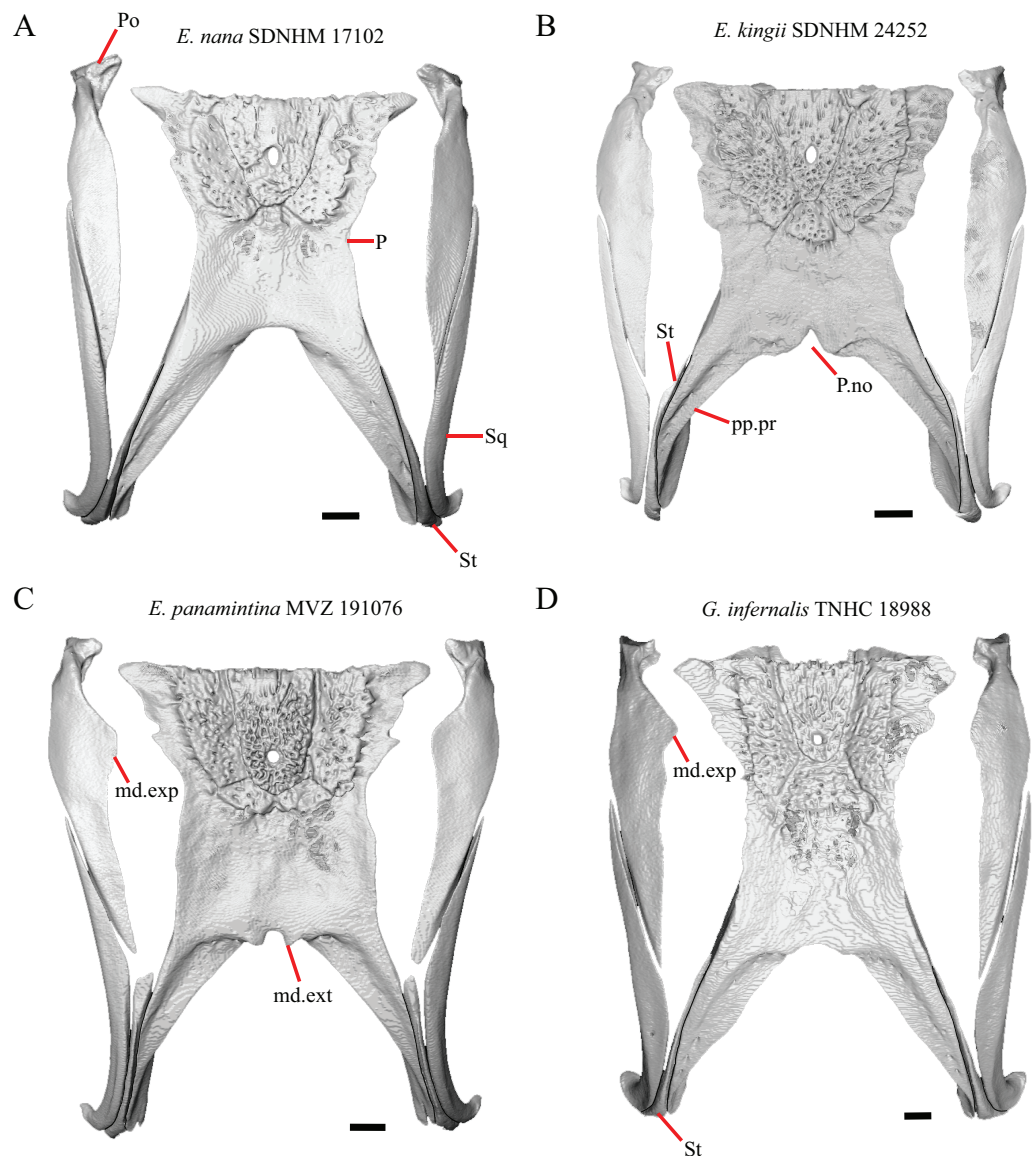 A
Po
E. nana SDNHM 17102
P
Sq
St
B
E. kingii SDNHM 24252
St
P.no
pp.pr
C
E. panamintina MVZ 191076
md.exp
md.ext
D
G. infernalis TNHC 18988
md.exp
St